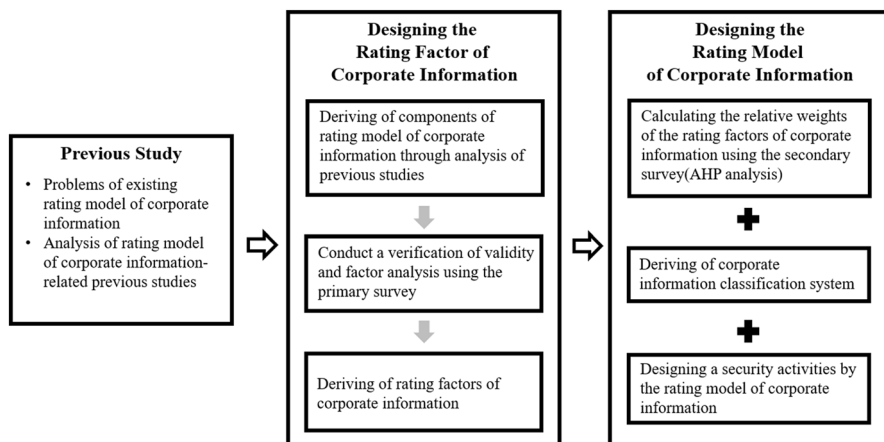 Previous Study
• Problems of existing
rating model of corporate
information
• Analysis of rating model
of corporate information-
related previous studies
Designing the
Rating Factor of
Corporate Information
Deriving of components of
rating model of corporate
information through analysis of
previous studies
Conduct a verification of validity
and factor analysis using the
primary survey
Deriving of rating factors of
corporate information
Designing the
Rating Model
of Corporate Information
Calculating the relative weights
of the rating factors of corporate
information using the secondary
survey(AHP analysis)
Deriving of corporate
information classification system
Designing a security activities by
the rating model of corporate
information